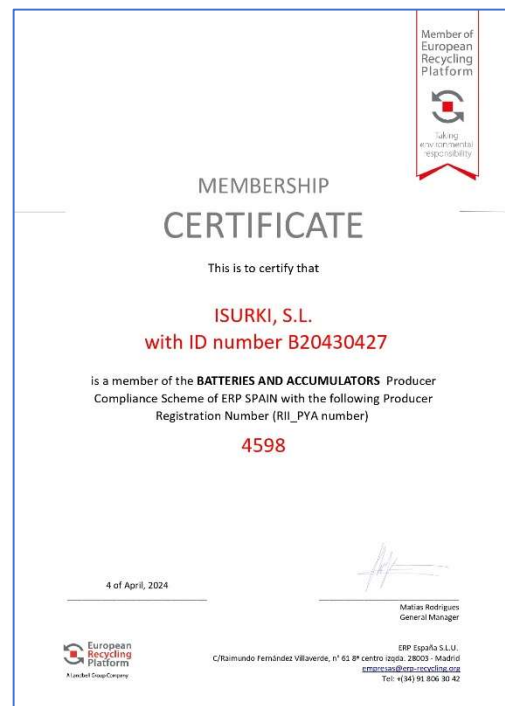 Member of
European
Recycling
Platform
Taking
environmental
responsibility
MEMBERSHIP
CERTIFICATE
This is to certify that
ISURKI, S.L.
with ID number B20430427
is a member of the BATTERIES AND ACCUMULATORS Producer
Compliance Scheme of ERP SPAIN with the following Producer
Registration Number (RII_PYA number)
4598
4 of April, 2024
Matias Rodrigues
General Manager
European
Recycling
Platform
A Landbell Group Company
ERP España S.L.U.
C/Raimundo Fernández Villaverde, nº 61 8ª centro izqda. 28003 - Madrid
empresas@erp-recycling.org
Tel: +(34) 91 806 30 42